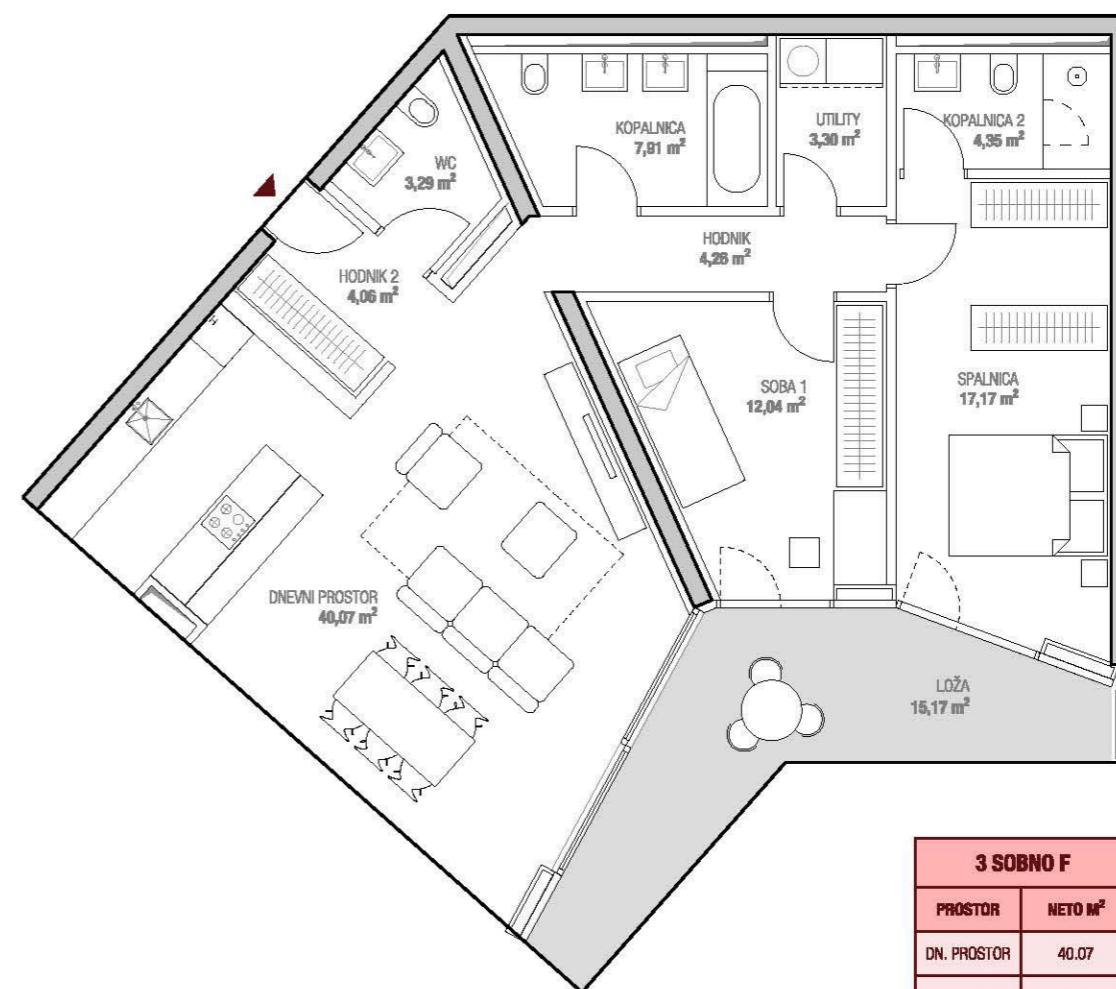 KOPALNICA
7,91 m²
UTILITY
3,30 m²
KOPALNICA 2
4,35 m²
WC
3,29 m²
HODNIK
4,26 m²
HODNIK 2
4,06 m²
SOBA 1
12,04 m²
SPALNICA
17,17 m²
DNEVNI PROSTOR
40,07 m²
LOŽA
15,17 m²
3 SOBNO F
PROSTOR NETO M²
DN. PROSTOR 40.07